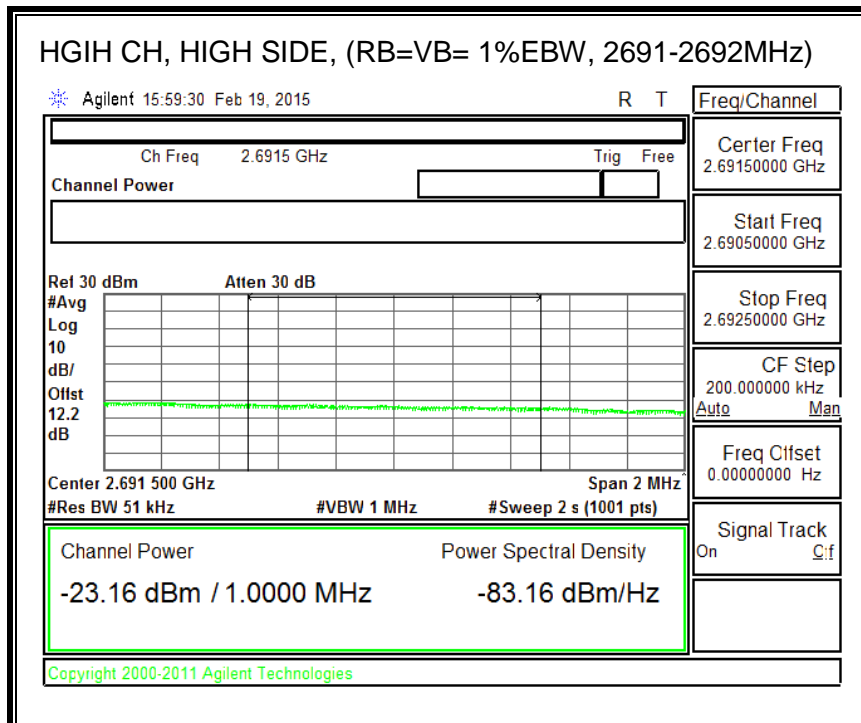 HGIH CH, HIGH SIDE, (RB=VB= 1%EBW, 2691-2692MHz)
Agilent 15:59:30 Feb 19, 2015 R T
Freq/Channel
Ch Freq 2.6915 GHz Trig Free
Channel Power
Center Freq
2.69150000 GHz
Start Freq
2.69050000 GHz
Stop Freq
2.69250000 GHz
CF Step
200.000000 kHz
Auto Man
Freq Offset
0.00000000 Hz
Signal Track
On Off
Ref 30 dBm Atten 30 dB
#Avg
Log
10
dB/
Offst
12.2
dB
Center 2.691 500 GHz Span 2 MHz
#Res BW 51 kHz #VBW 1 MHz #Sweep 2 s (1001 pts)
Channel Power Power Spectral Density
-23.16 dBm / 1.0000 MHz -83.16 dBm/Hz
Copyright 2000-2011 Agilent Technologies